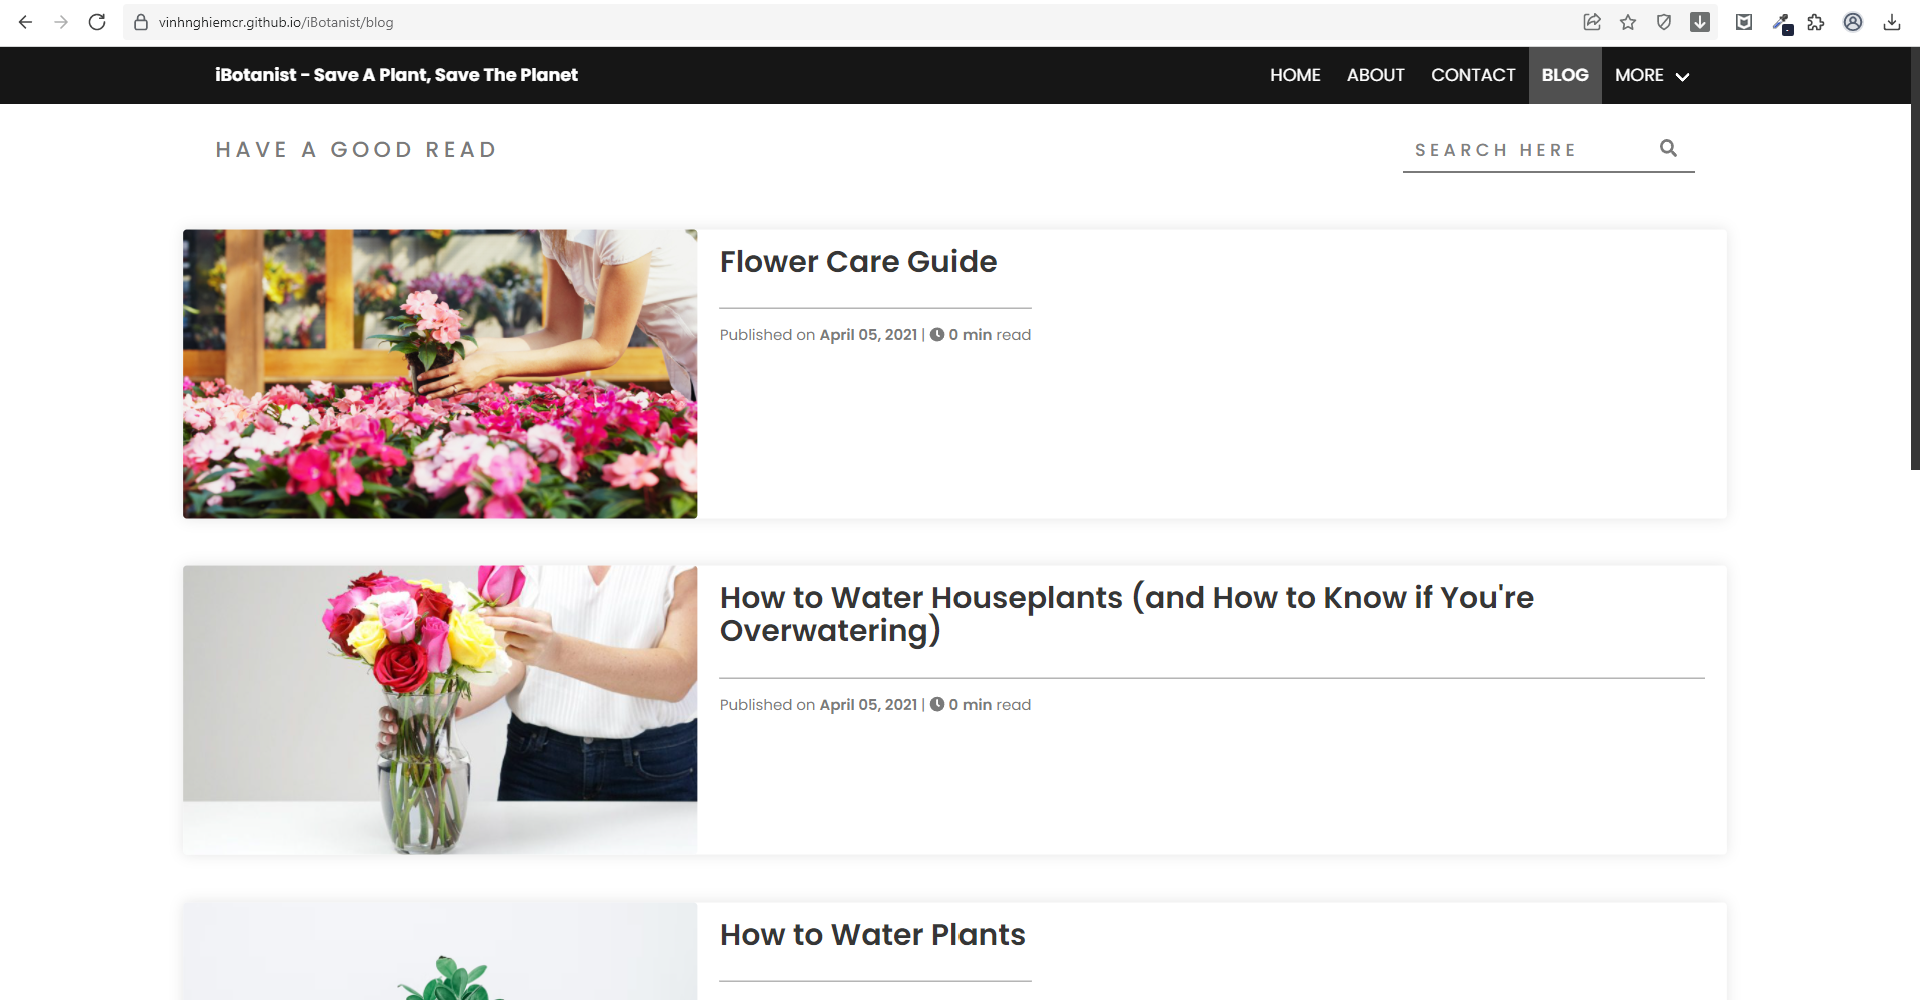 vinhnghiemcr.github.io/iBotanist/blog
iBotanist - Save A Plant, Save The Planet
HOME ABOUT CONTACT BLOG MORE
HAVE A GOOD READ
SEARCH HERE
Flower Care Guide
Published on April 05, 2021 | 0 min read
How to Water Houseplants (and How to Know if You're
Overwatering)
Published on April 05, 2021 | 0 min read
How to Water Plants